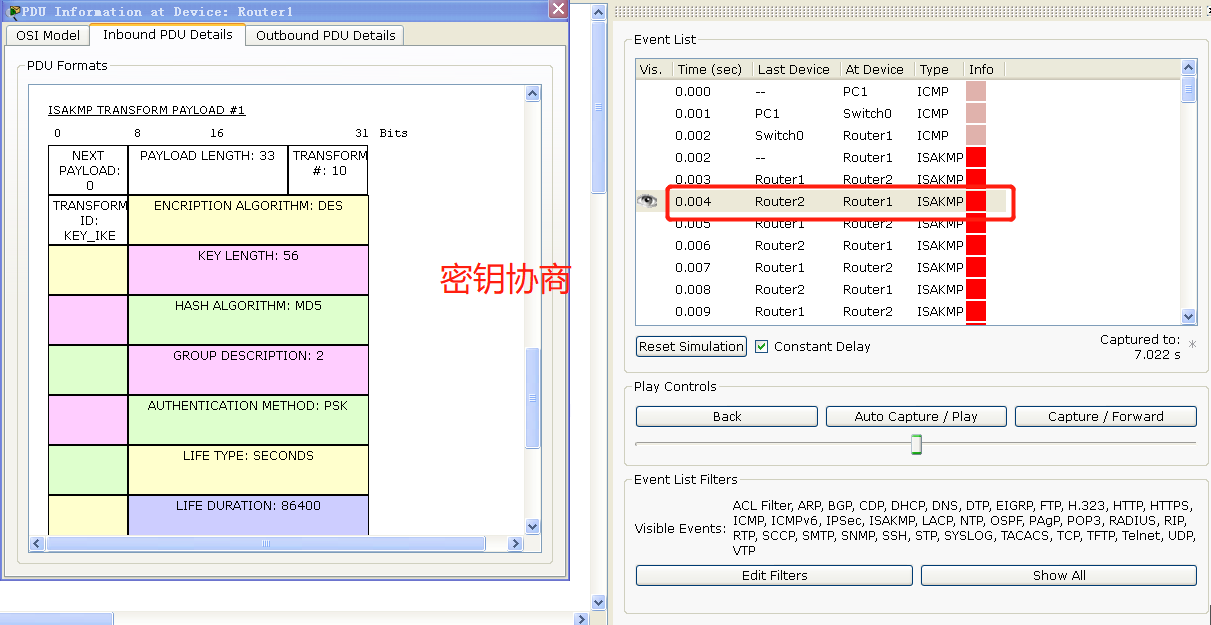 PDU Information at Device: Router1
OSI Model
Inbound PDU Details
Outbound PDU Details
PDU Formats
ISAKMP TRANSFORM PAYLOAD #1
0 8 16 31 Bits
NEXT
PAYLOAD:
0
PAYLOAD LENGTH: 33
TRANSFORM
#: 10
TRANSFORM
ID:
KEY_IKE
ENCRIPTION ALGORITHM: DES
KEY LENGTH: 56
HASH ALGORITHM: MD5
GROUP DESCRIPTION: 2
AUTHENTICATION METHOD: PSK
LIFE TYPE: SECONDS
LIFE DURATION: 86400
密钥协商
Event List
Vis. Time (sec) Last Device At Device Type Info
0.000 -- PC1 ICMP
0.001 PC1 Switch0 ICMP
0.002 Switch0 Router1 ICMP
0.002 -- Router1 ISAKMP
0.003 Router1 Router2 ISAKMP
0.004 Router2 Router1 ISAKMP
0.005 Router1 Router2 ISAKMP
0.006 Router2 Router1 ISAKMP
0.007 Router1 Router2 ISAKMP
0.008 Router2 Router1 ISAKMP
0.009 Router1 Router2 ISAKMP
Reset Simulation
Constant Delay
Captured to:
7.022 s
*
Play Controls
Back
Auto Capture / Play
Capture / Forward
Event List Filters
Visible Events:
ACL Filter, ARP, BGP, CDP, DHCP, DNS, DTP, EIGRP, FTP, H.323, HTTP, HTTPS,
ICMP, ICMPv6, IPSec, ISAKMP, LACP, NTP, OSPF, PAgP, POP3, RADIUS, RIP,
RTP, SCCP, SMTP, SNMP, SSH, STP, SYSLOG, TACACS, TCP, TFTP, Telnet, UDP,
VTP
Edit Filters
Show All